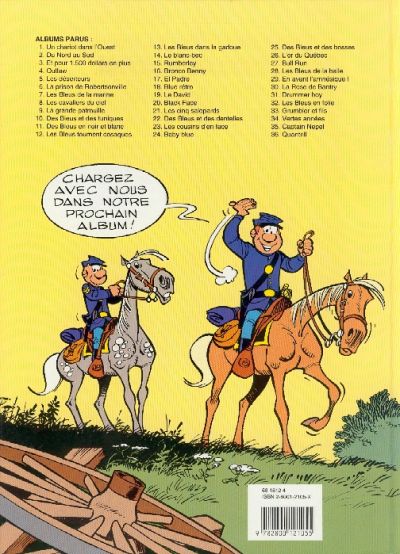 ALBUMS PARUS :
1. Un chariot dans l'Ouest
2. Du Nord au Sud
3. Et pour 1.500 dollars en plus
4. Outlaw
5. Les déserteurs
6. La prison de Robertsonville
7. Les Bleus de la marine
8. Les cavaliers du ciel
9. La grande patrouille
10. Des Bleus et des tuniques
11. Des Bleus en noir et blanc
12. Les Bleus tournent cosaques
13. Les Bleus dans la gadoue
14. Le blanc-bec
15. Rumberley
16. Bronco Benny
17. El Padre
18. Blue rétro
19. Le David
20. Black Face
21. Les cinq salopards
22. Des Bleus et des dentelles
23. Les cousins d'en face
24. Baby blue
25. Des Bleus et des bosses
26. L'or du Québec
27. Bull Run
28. Les Bleus de la balle
29. En avant l'amnésique !
30. La Rose de Bantry
31. Drummer boy
32. Les Bleus en folie
33. Grumbler et fils
34. Vertes années
35. Captain Nepel
36. Quantrill
CHARGEZ
AVEC NOUS
DANS NOTRE
PROCHAIN
ALBUM!
ISBN 2-8001-2105-
9 782800 121055